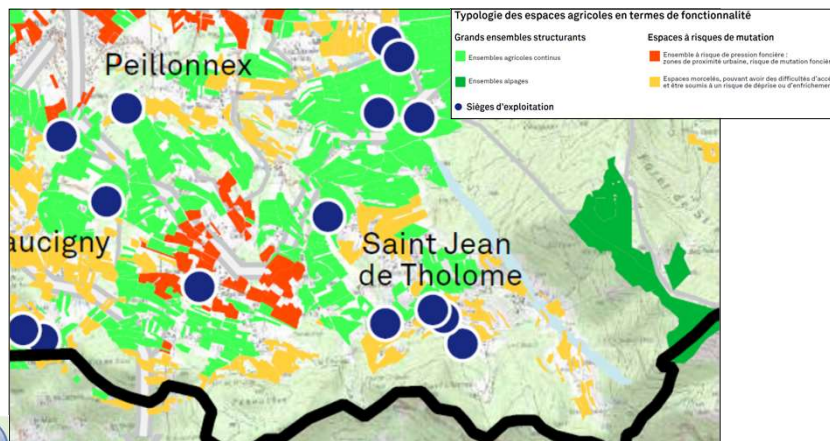 Typologie des espaces agricoles en termes de fonctionnalité
Grands ensembles structurants
Ensembles agricoles continus
Ensembles alpages
Sièges d'exploitation
Espaces à risques de mutation
Ensemble à risque de pression foncière :
zones de proximité urbaine, risque de mutation foncièr
Espaces morcelés, pouvant avoir des difficultés d'accè
et être soumis à un risque de déprise ou d'enfrichemen
Peillonnex
aucigny
Saint Jean
de Tholome